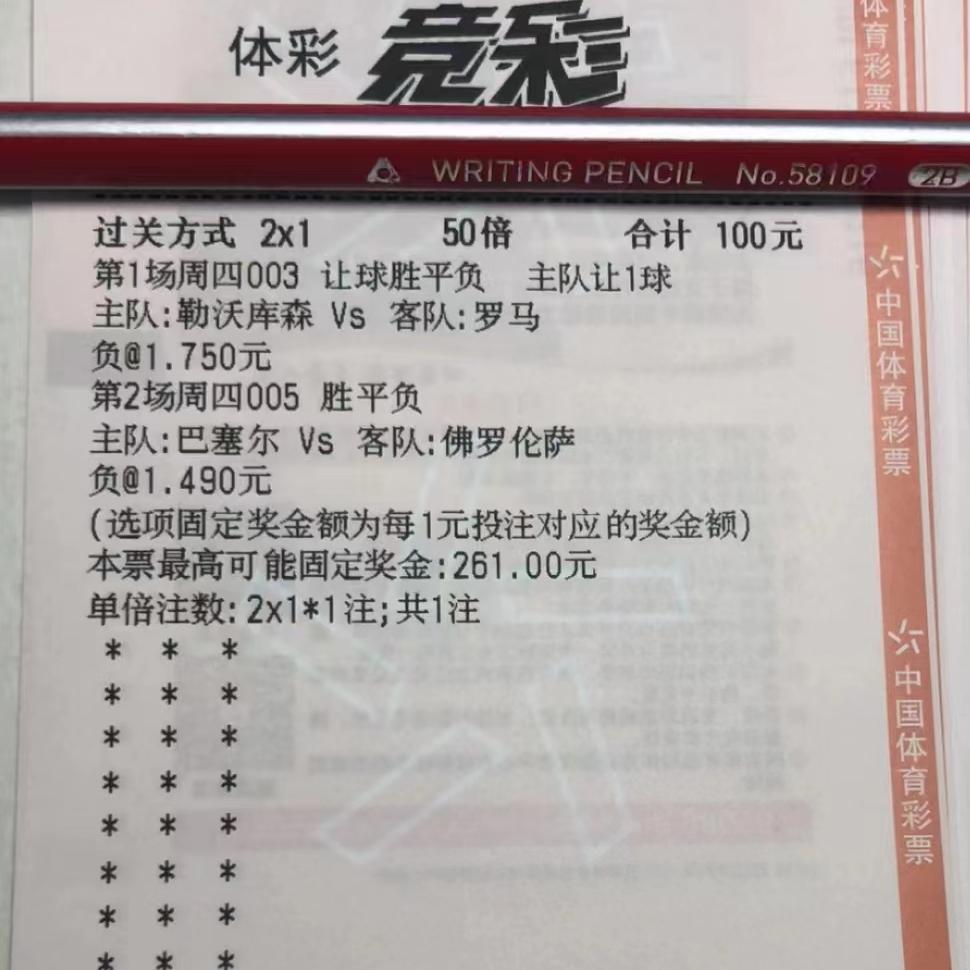 体彩 竞彩
WRITING PENCIL No.58109 2B
过关方式 2x1 50倍 合计 100元
第1场周四003 让球胜平负 主队让1球
主队:勒沃库森 Vs 客队:罗马
负@1.750元
第2场周四005 胜平负
主队:巴塞尔 Vs 客队:佛罗伦萨
负@1.490元
(选项固定奖金额为每1元投注对应的奖金额)
本票最高可能固定奖金:261.00元
单倍注数:2x1*1注;共1注
* * *
* * *
* * *
* * *
* * *
* * *
* * *
* * *
体育彩票
中国体育彩票
中国体育彩票